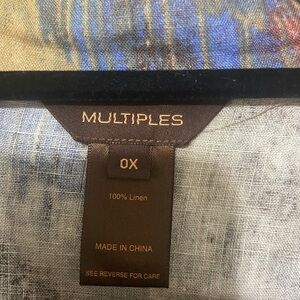 MULTIPLES
0X
100% Linen
MADE IN CHINA
SEE REVERSE FOR CARE